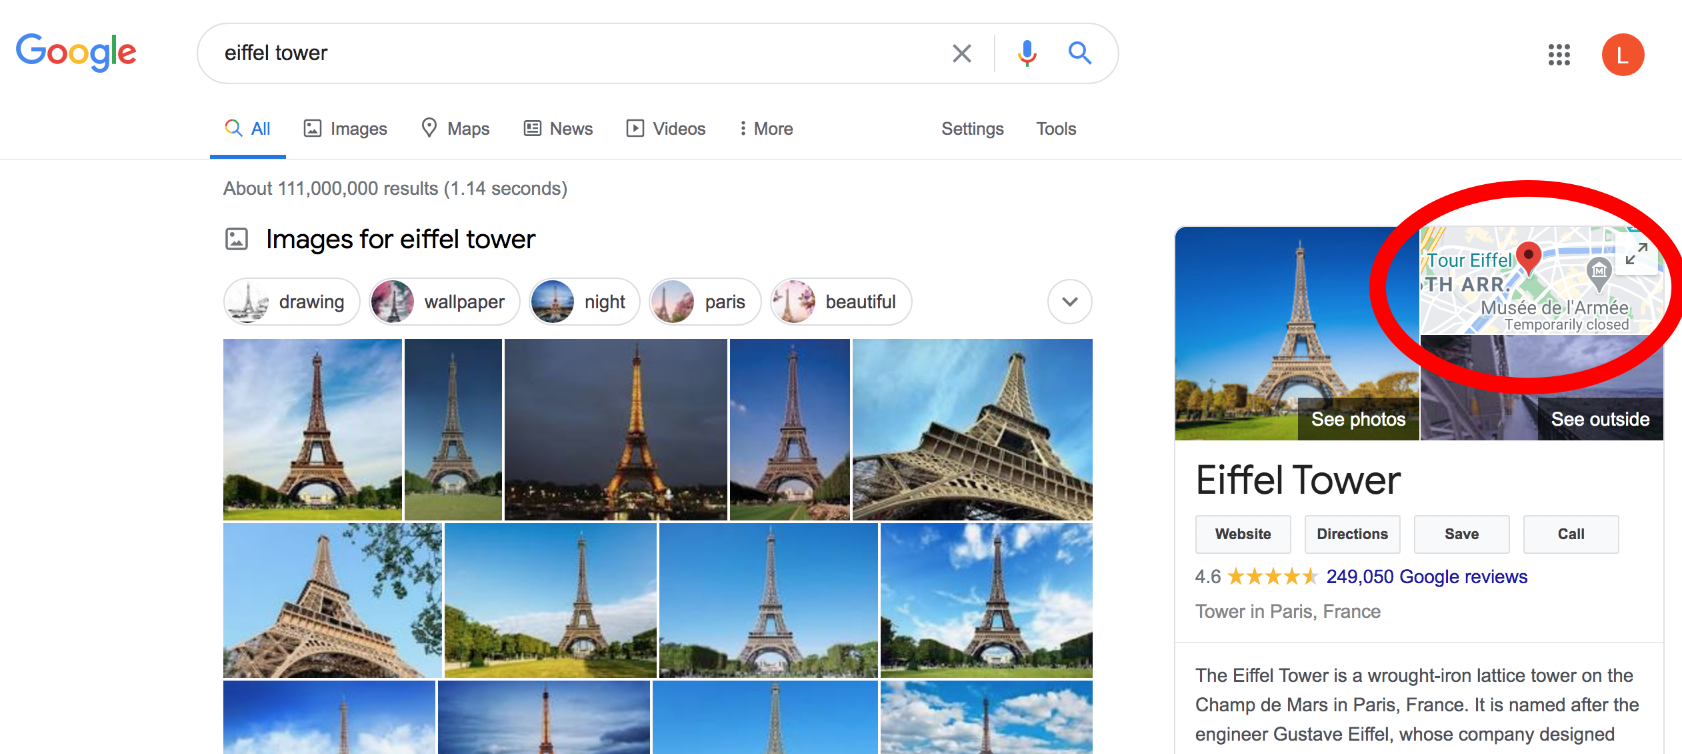 Google
eiffel tower
L
All Images Maps News Videos More Settings Tools
About 111,000,000 results (1.14 seconds)
Images for eiffel tower
drawing wallpaper night paris beautiful
Tour Eiffel
TH ARR.
Musée de l'Armée
Temporarily closed
See photos See outside
Eiffel Tower
Website Directions Save Call
4.6 249,050 Google reviews
Tower in Paris, France
The Eiffel Tower is a wrought-iron lattice tower on the
Champ de Mars in Paris, France. It is named after the
engineer Gustave Eiffel, whose company designed